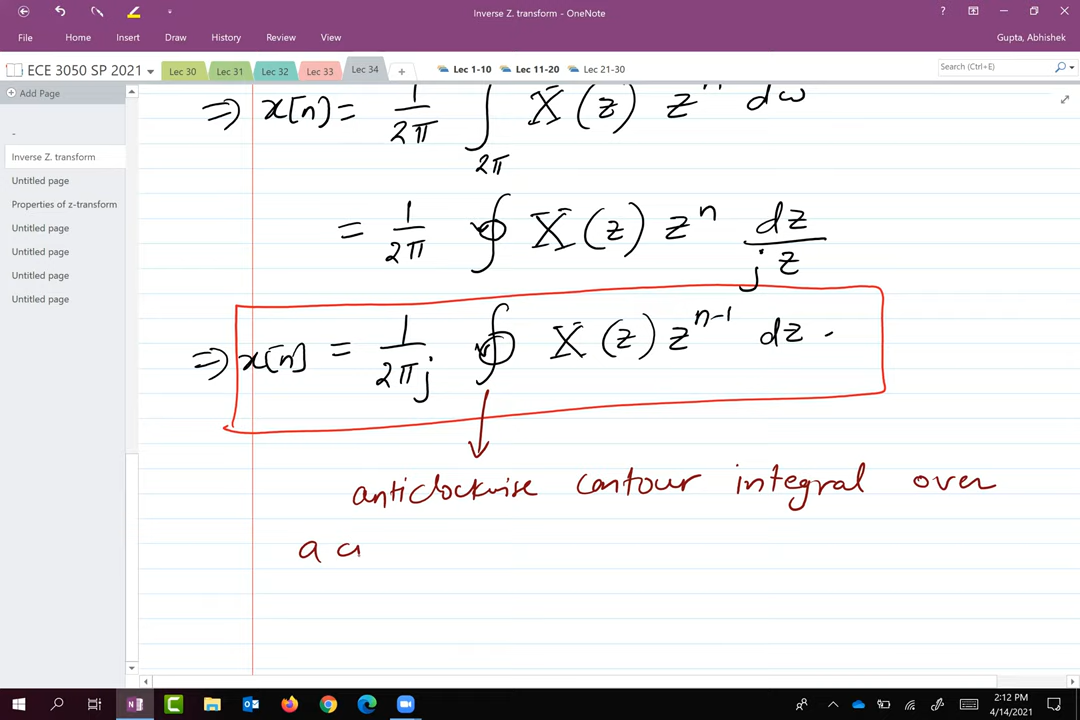 Inverse Z. transform - OneNote
Gupta, Abhishek
File Home Insert Draw History Review View
ECE 3050 SP 2021
Lec 30 Lec 31 Lec 32 Lec 33 Lec 34
Lec 1-10 Lec 11-20 Lec 21-30
Search (Ctrl+E)
Add Page
-
Inverse Z. transform
Untitled page
Properties of z-transform
Untitled page
Untitled page
Untitled page
Untitled page
⇒ x[n] = 1/2π ∫_2π X(z) z^n dω
= 1/2π ∮ X(z) z^n dz/jz
⇒ x[n] = 1/2πj ∮ X(z) z^{n-1} dz .
anticlockwise contour integral over
a
2:12 PM
4/14/2021